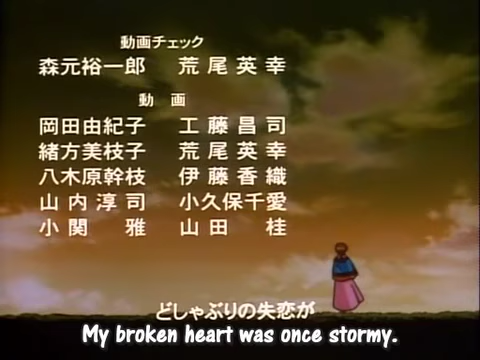 動画チェック
森元裕一郎 荒尾英幸
動 画
岡田由紀子 工藤昌司
緒方美枝子 荒尾英幸
八木原幹枝 伊藤香織
山内淳司 小久保千愛
小関 雅 山田 桂
どしゃぶりの失恋が
My broken heart was once stormy.